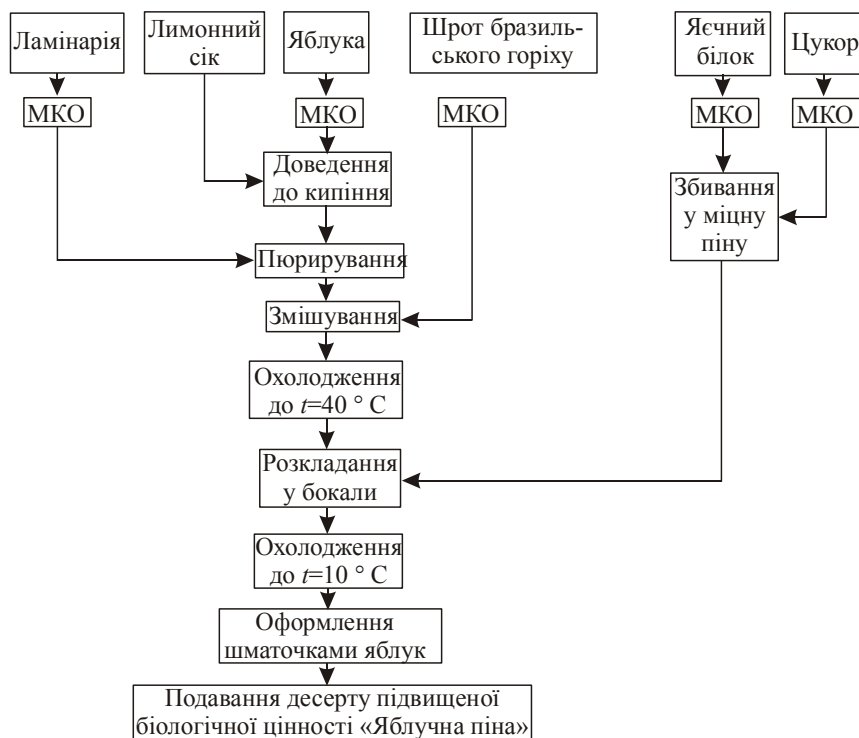 Ламінарія
Лимонний
сік
Яблука
Шрот бразиль-
ського горіху
Яєчний
білок
Цукор
МКО
МКО
МКО
МКО
МКО
Доведення
до кипіння
Збивання
у міцну
піну
Пюрирування
Змішування
Охолодження
до t=40 ° С
Розкладання
у бокали
Охолодження
до t=10 ° С
Оформлення
шматочками яблук
Подавання десерту підвищеної
біологічної цінності «Яблучна піна»